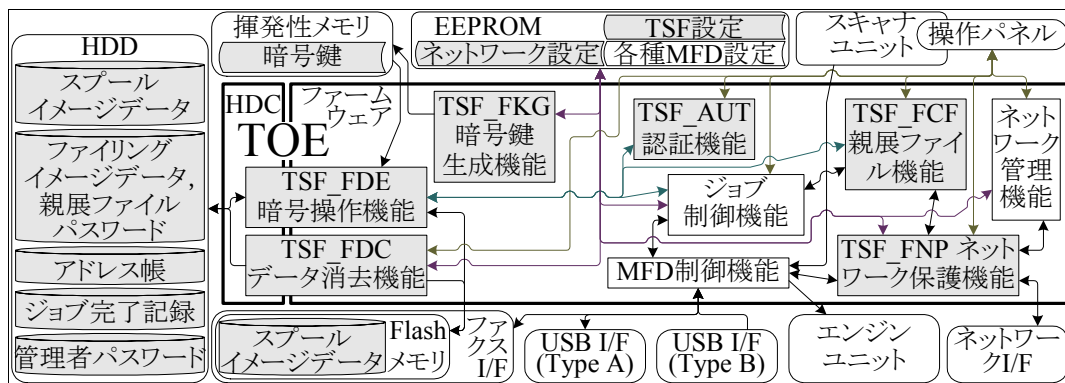 HDD
スプール
イメージデータ
ファイリング
イメージデータ,
親展ファイル
パスワード
アドレス帳
ジョブ完了記録
管理者パスワード
揮発性メモリ
暗号鍵
EEPROM
TSF設定
ネットワーク設定
各種MFD設定
スキャナ
ユニット
操作パネル
HDC
TOE
ファーム
ウェア
TSF_FKG
暗号鍵
生成機能
TSF_AUT
認証機能
TSF_FCF
親展ファイ
ル機能
ネット
ワーク
管理
機能
TSF_FDE
暗号操作機能
ジョブ
制御機能
TSF_FDC
データ消去機能
MFD制御機能
TSF_FNP ネット
ワーク保護機能
スプール
イメージデータ
Flash
メモリ
ファ
クス
I/F
USB I/F
(Type A)
USB I/F
(Type B)
エンジン
ユニット
ネットワー
クI/F